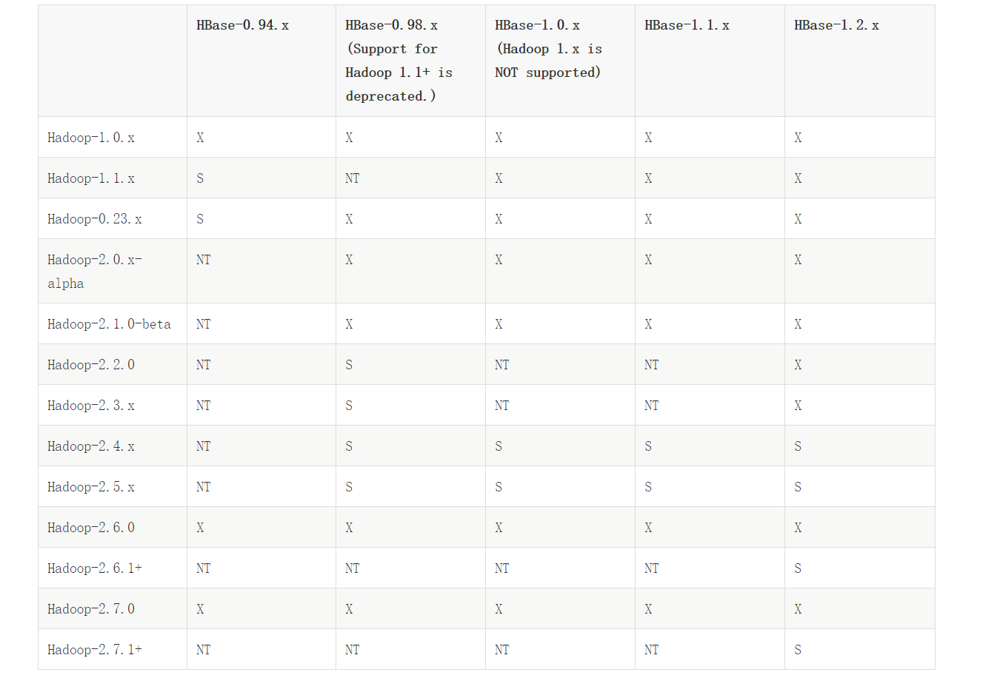 HBase-0.94.x HBase-0.98.x HBase-1.0.x HBase-1.1.x HBase-1.2.x
(Support for (Hadoop 1.x is
Hadoop 1.1+ is NOT supported)
deprecated.)
Hadoop-1.0.x X X X X X
Hadoop-1.1.x S NT X X X
Hadoop-0.23.x S X X X X
Hadoop-2.0.x- NT X X X X
alpha
Hadoop-2.1.0-beta NT X X X X
Hadoop-2.2.0 NT S NT NT X
Hadoop-2.3.x NT S NT NT X
Hadoop-2.4.x NT S S S S
Hadoop-2.5.x NT S S S S
Hadoop-2.6.0 X X X X X
Hadoop-2.6.1+ NT NT NT NT S
Hadoop-2.7.0 X X X X X
Hadoop-2.7.1+ NT NT NT NT S